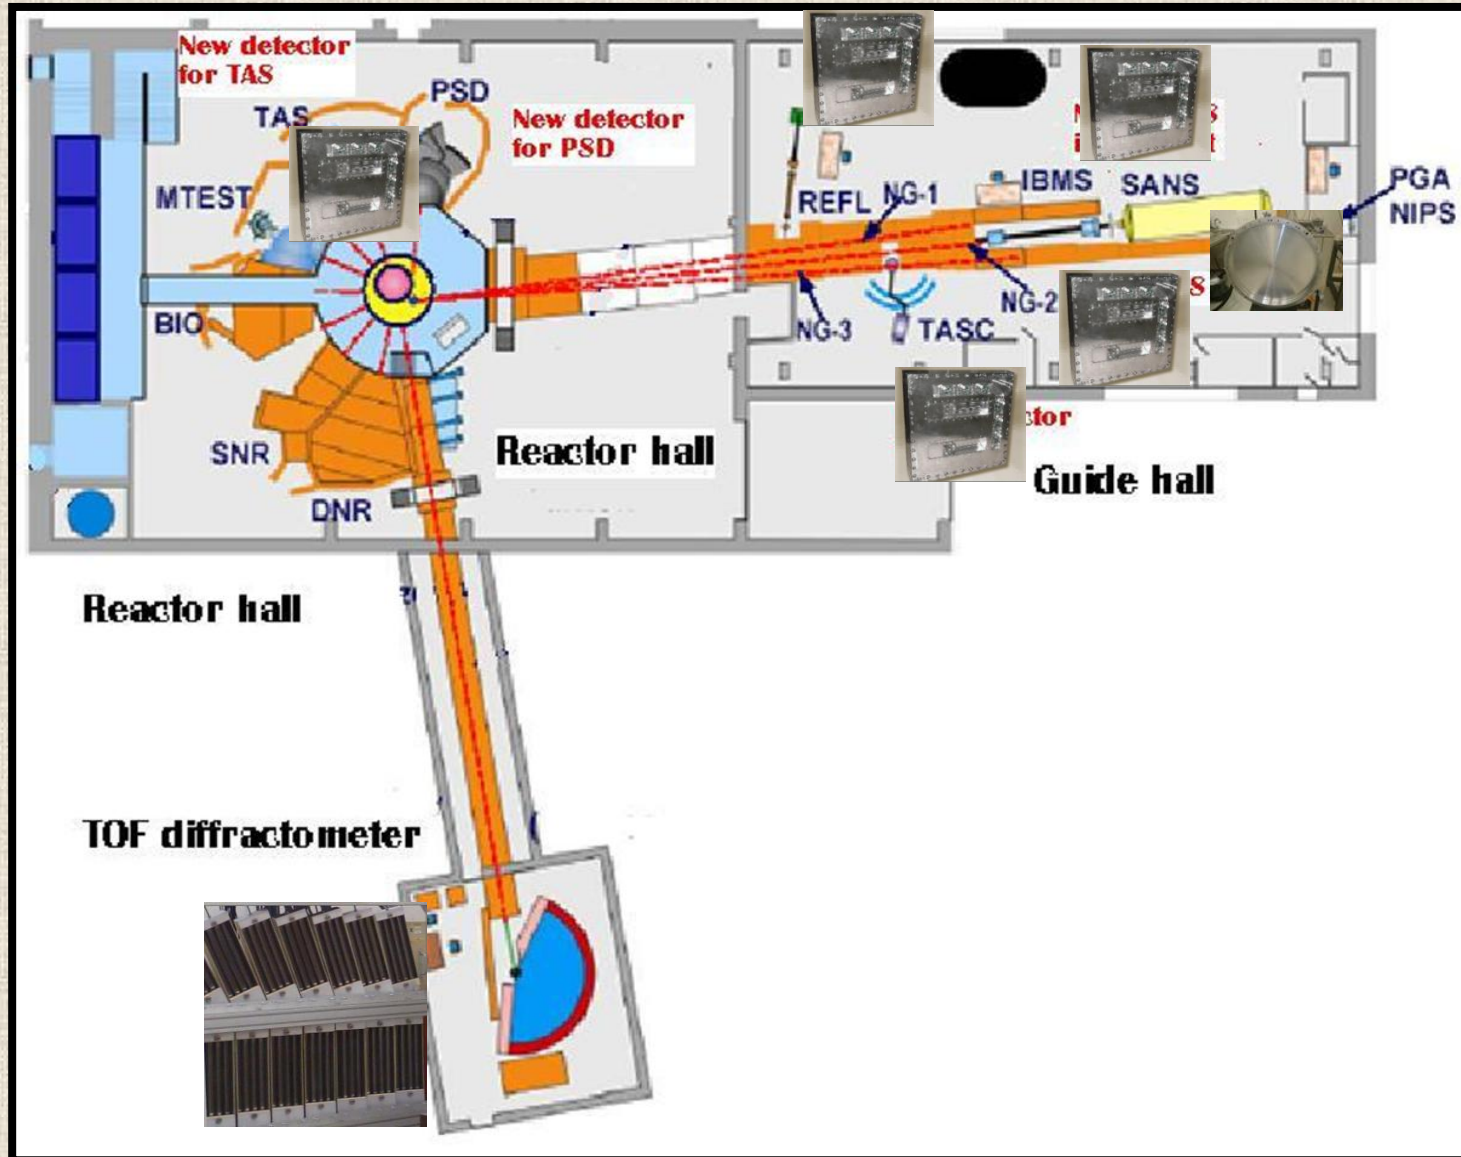 New detector
for TAS
TAS
PSD
New detector
for PSD
MTEST
BIO
SNR
DNR
Reactor hall
REFL
NG-1
IBMS
SANS
PGA
NIPS
NG-3
TASC
NG-2
Guide hall
Reactor hall
TOF diffractometer